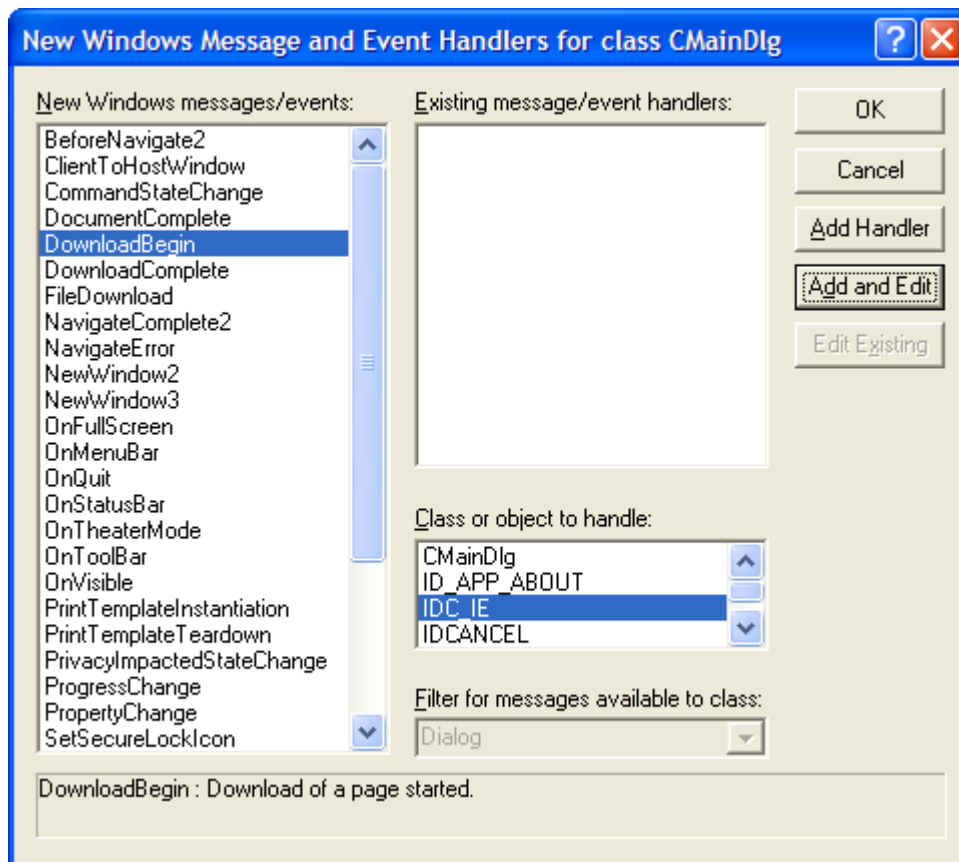 New Windows Message and Event Handlers for class CMainDlg
New Windows messages/events:
BeforeNavigate2
ClientToHostWindow
CommandStateChange
DocumentComplete
DownloadBegin
DownloadComplete
FileDownload
NavigateComplete2
NavigateError
NewWindow2
NewWindow3
OnFullScreen
OnMenuBar
OnQuit
OnStatusBar
OnTheaterMode
OnToolBar
OnVisible
PrintTemplateInstantiation
PrintTemplateTeardown
PrivacyImpactedStateChange
ProgressChange
PropertyChange
SetSecureLockIcon
Existing message/event handlers:
Class or object to handle:
CMainDlg
ID_APP_ABOUT
IDC_IE
IDCANCEL
Filter for messages available to class:
Dialog
OK
Cancel
Add Handler
Add and Edit
Edit Existing
DownloadBegin : Download of a page started.